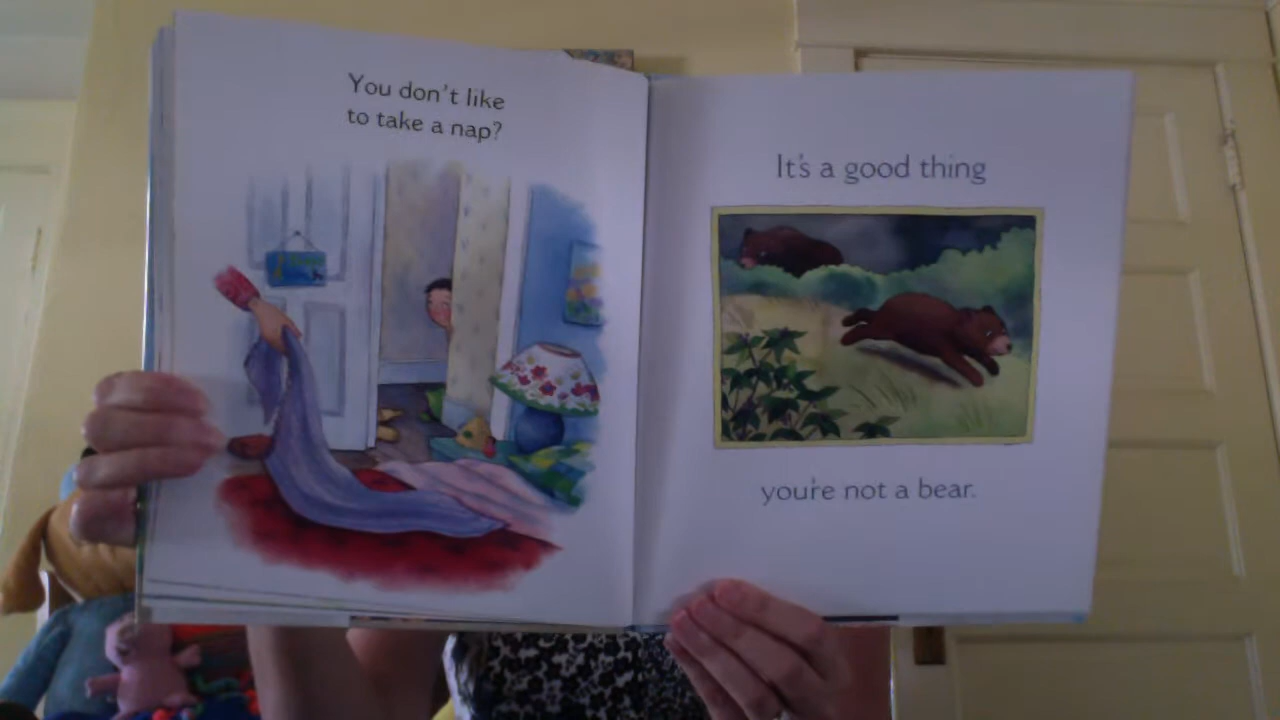 You don't like
to take a nap?
It's a good thing
you're not a bear.